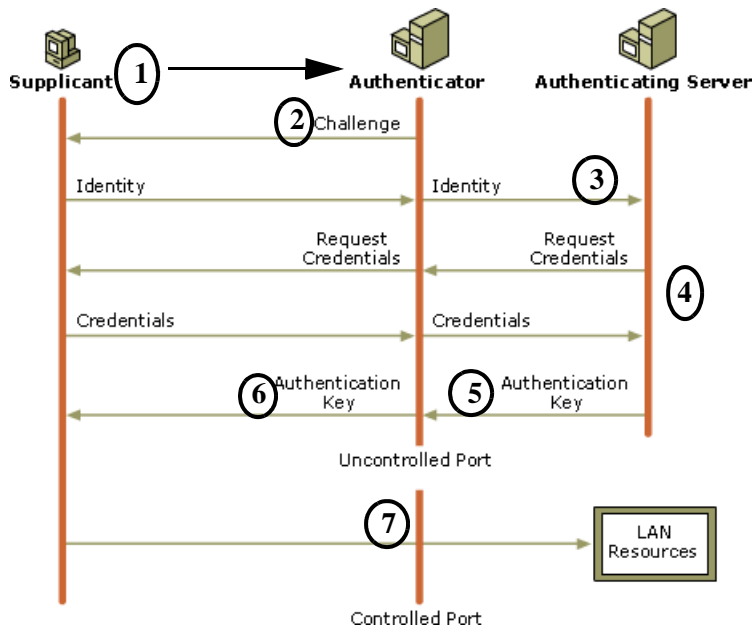 Supplicant
1
Authenticator
Authenticating Server
2
Challenge
Identity
Identity
3
Request
Credentials
Request
Credentials
4
Credentials
Credentials
6
Authentication
Key
5
Authentication
Key
Uncontrolled Port
7
LAN
Resources
Controlled Port